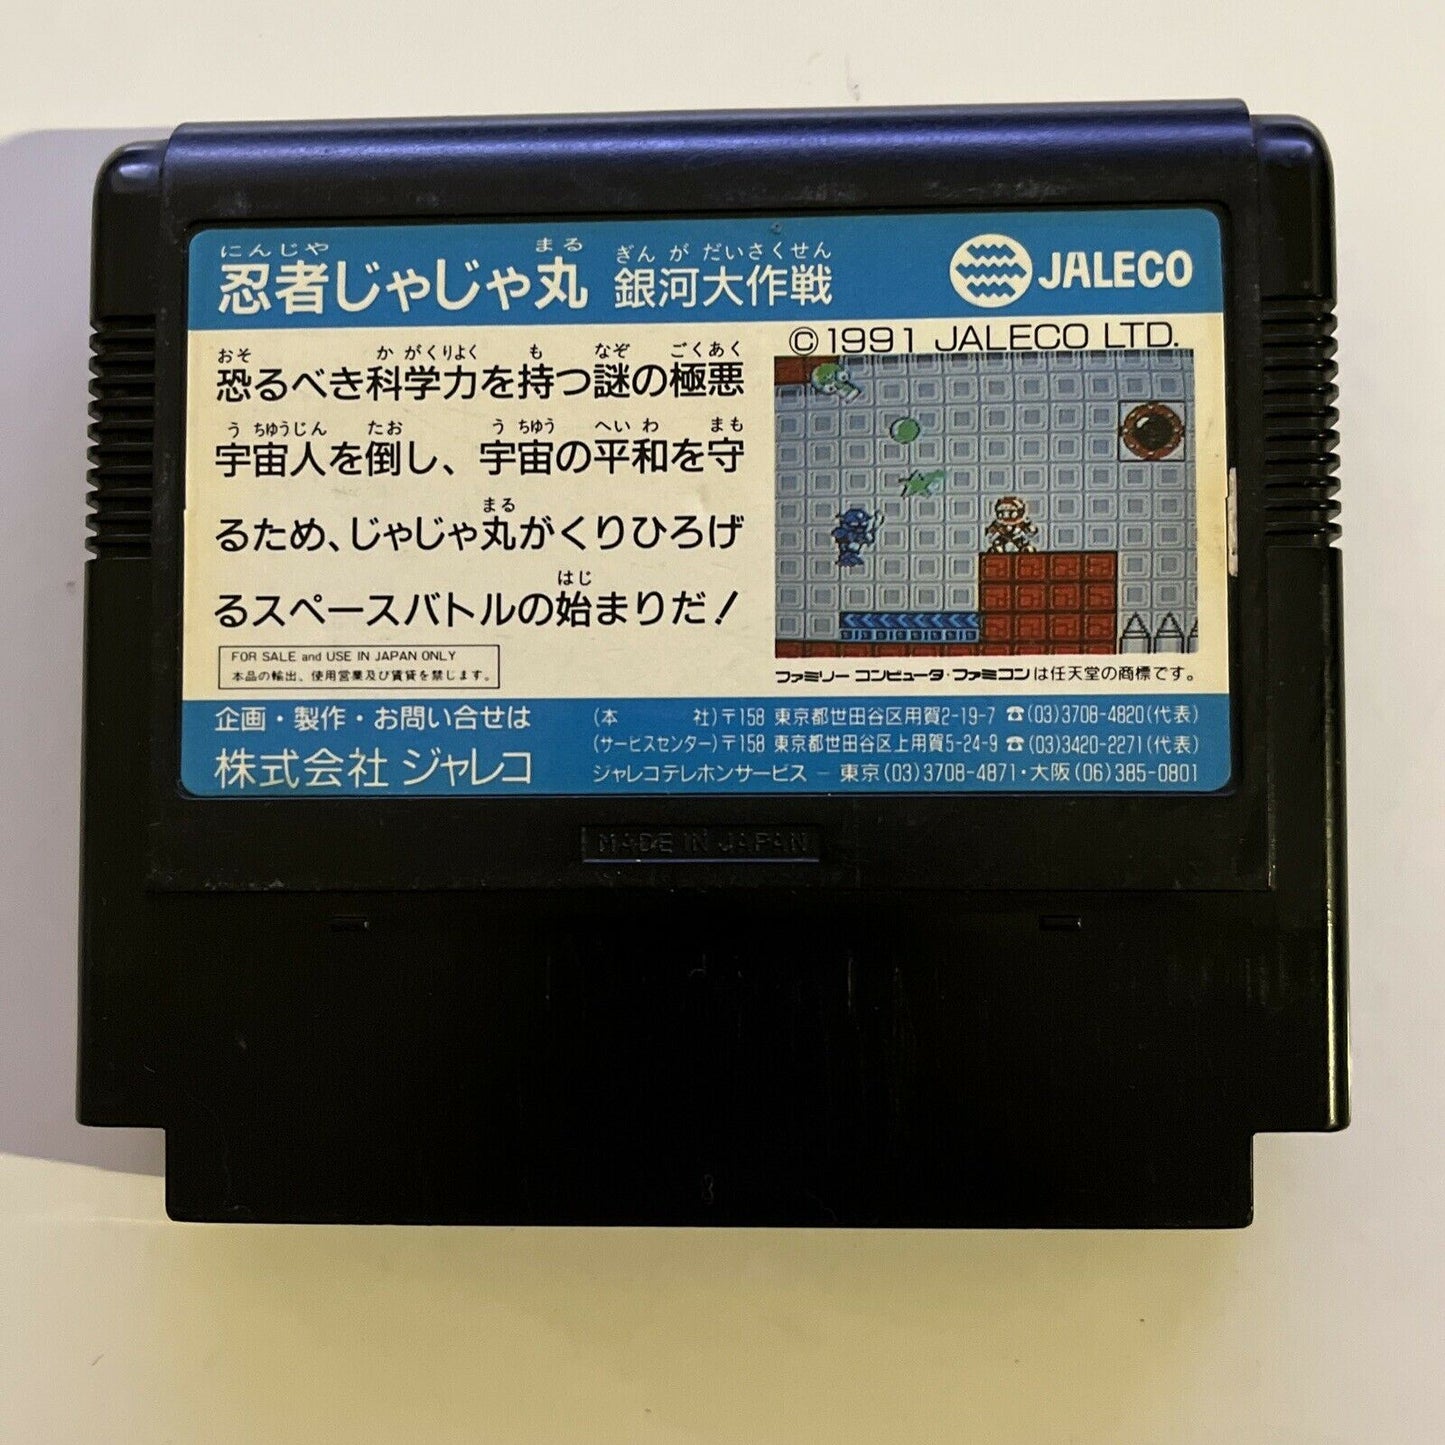 にんじや まる ぎんがだいさくせん
忍者じゃじゃ丸 銀河大作戦 JALECO
©1991 JALECO LTD.
おそ かがくりよく も なぞ ごくあく
恐るべき科学力を持つ謎の極悪
うちゆうじん たお うちゆう へいわ まも
宇宙人を倒し、宇宙の平和を守
まる
るため、じゃじゃ丸がくりひろげ
はじ
るスペースバトルの始まりだ!
FOR SALE and USE IN JAPAN ONLY
本品の輸出、使用営業及び賃貸を禁じます。
ファミリーコンピュータ・ファミコンは任天堂の商標です。
企画・製作・お問い合せは
株式会社 ジャレコ
(本 社)〒158 東京都世田谷区用賀2-19-7 ☎(03)3708-4820(代表)
(サービスセンター)〒158 東京都世田谷区上用賀5-24-9 ☎(03)3420-2271(代表)
ジャレコテレホンサービス − 東京(03)3708-4871・大阪(06)385-0801
MADE IN JAPAN